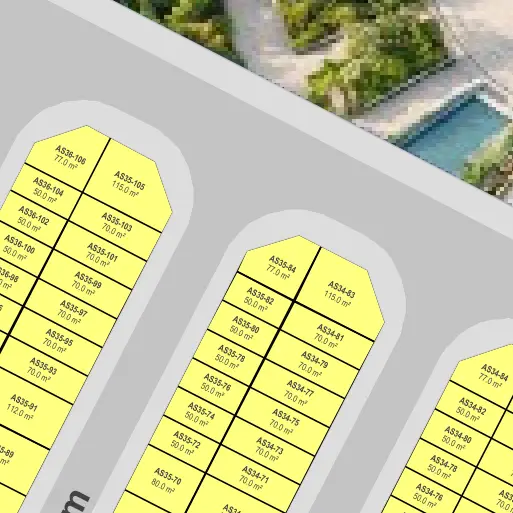 AS36-106
77.0 m²
AS35-105
115.0 m²
AS36-104
50.0 m²
AS35-103
70.0 m²
AS36-102
50.0 m²
AS35-101
70.0 m²
AS36-100
50.0 m²
AS35-99
70.0 m²
AS35-97
70.0 m²
AS35-95
70.0 m²
AS35-93
70.0 m²
AS35-91
112.0 m²
AS35-84
77.0 m²
AS34-83
115.0 m²
AS35-82
50.0 m²
AS34-81
70.0 m²
AS35-80
50.0 m²
AS34-79
70.0 m²
AS35-78
50.0 m²
AS34-77
70.0 m²
AS35-76
50.0 m²
AS34-75
70.0 m²
AS35-74
50.0 m²
AS34-73
70.0 m²
AS35-72
50.0 m²
AS34-71
70.0 m²
AS35-70
80.0 m²
AS34-84
77.0 m²
AS34-82
50.0 m²
AS34-80
50.0 m²
AS34-78
50.0 m²
AS34-76
50.0 m²
m